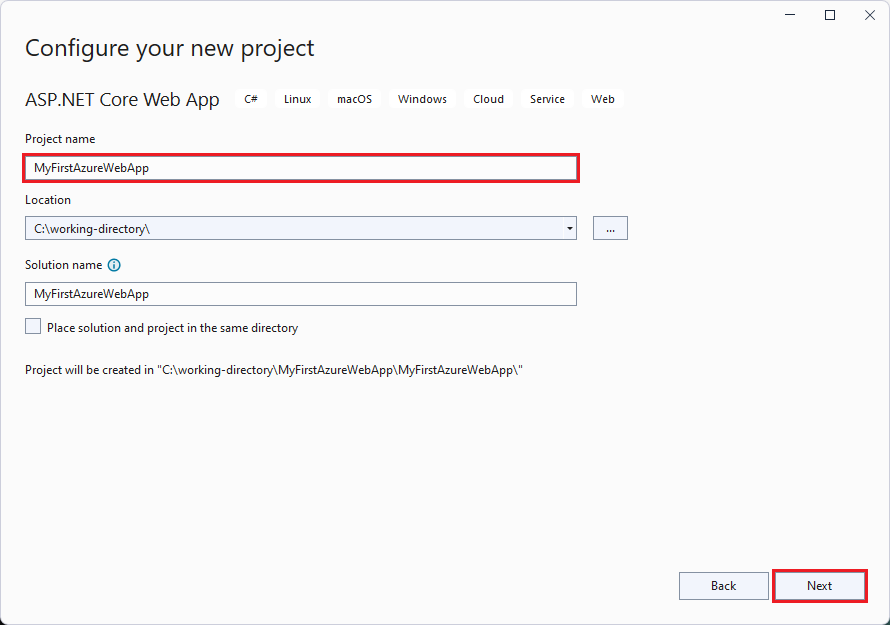 Configure your new project
ASP.NET Core Web App C# Linux macOS Windows Cloud Service Web
Project name
MyFirstAzureWebApp
Location
C:\working-directory\
...
Solution name
MyFirstAzureWebApp
Place solution and project in the same directory
Project will be created in "C:\working-directory\MyFirstAzureWebApp\MyFirstAzureWebApp\"
Back Next